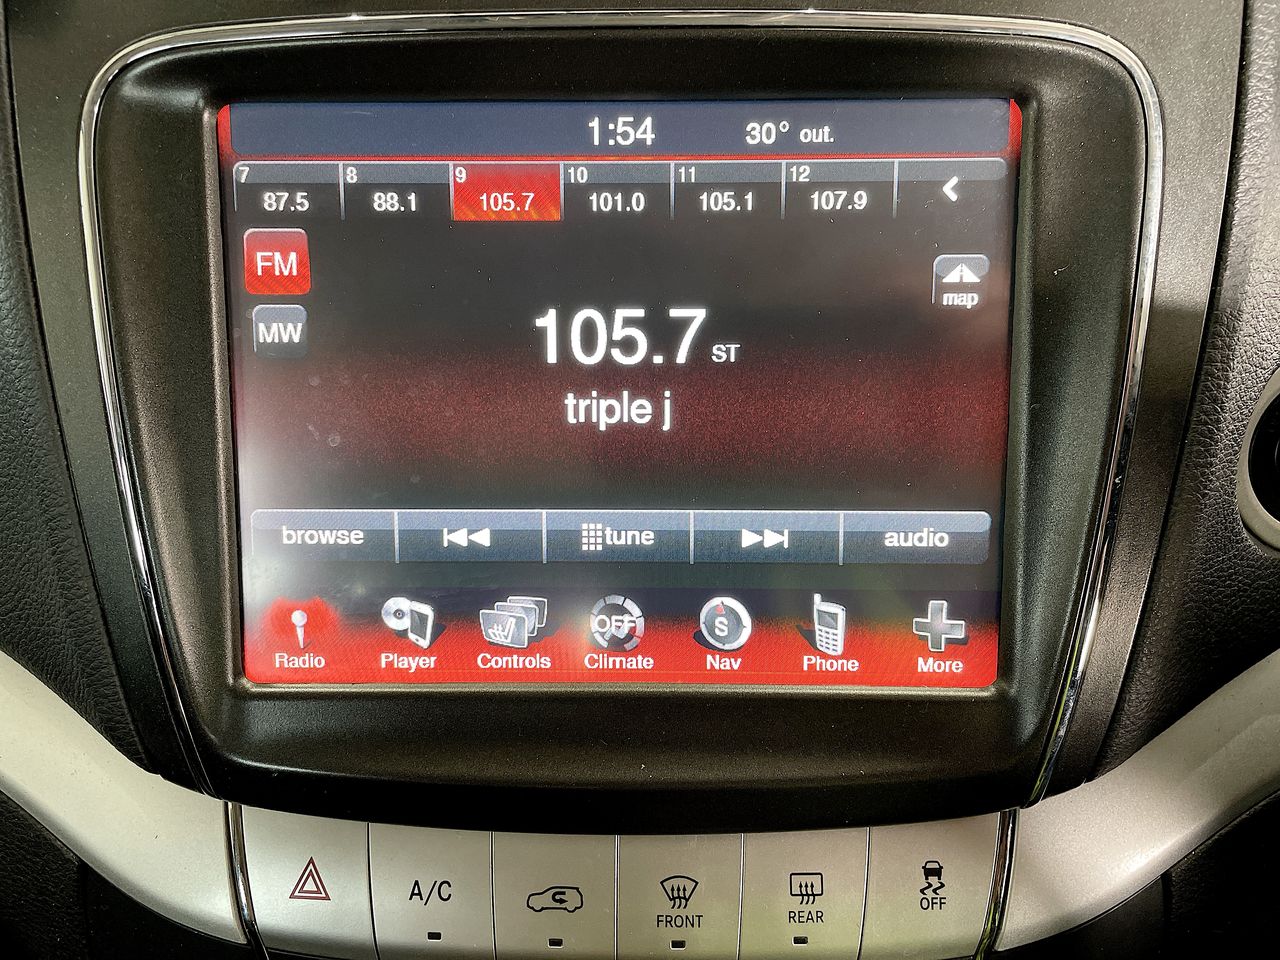 1:54 30° out.
7 8 9 10 11 12
87.5 88.1 105.7 101.0 105.1 107.9
FM
map
MW
105.7 ST
triple j
browse tune audio
OFF S
Radio Player Controls Climate Nav Phone More
A/C FRONT REAR OFF